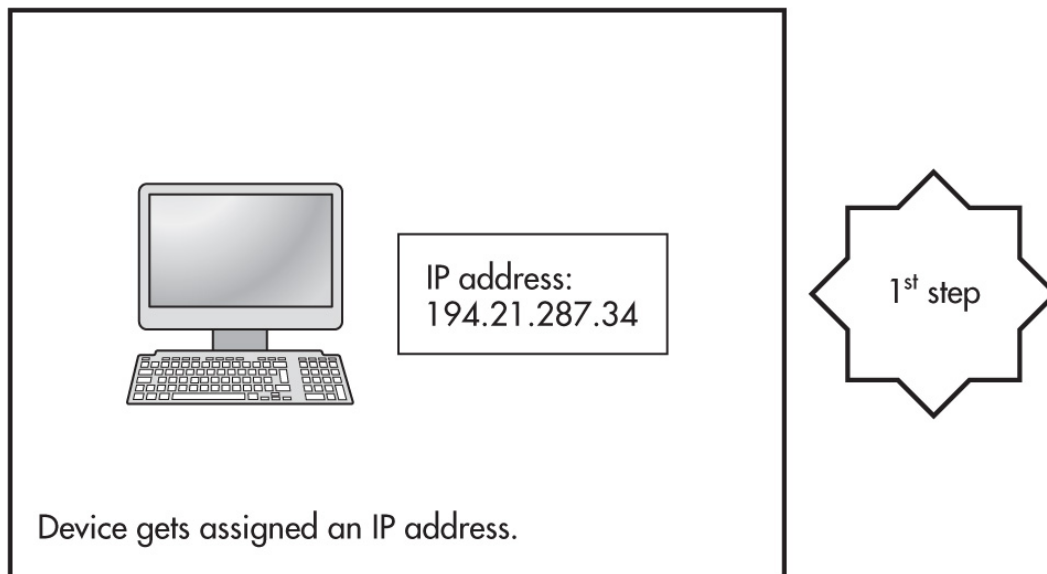 IP address:
194.21.287.34
1st step
Device gets assigned an IP address.